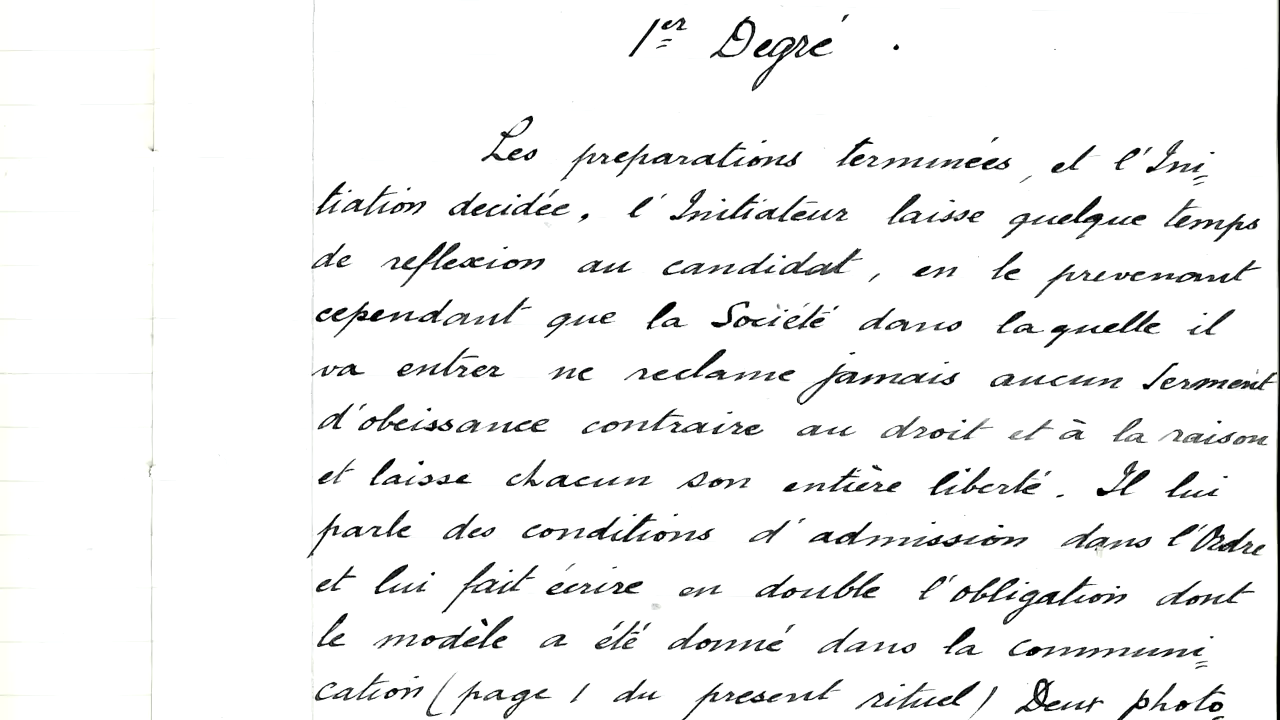 1er Degré .
Les preparations terminées, et l'Ini=
tiation decidée, l'Initiateur laisse quelque temps
de reflexion au candidat, en le prevenant
cependant que la Sociëté dans laquelle il
va entrer ne reclame jamais aucun Serment
d'obeissance contraire au droit et à la raison
et laisse chacun son entière liberté. Il lui
parle des conditions d'admission dans l'Ordre
et lui fait écrire en double l'obligation dont
le modèle a été donné dans la communi=
cation (page 1 du present rituel) Deux photo=